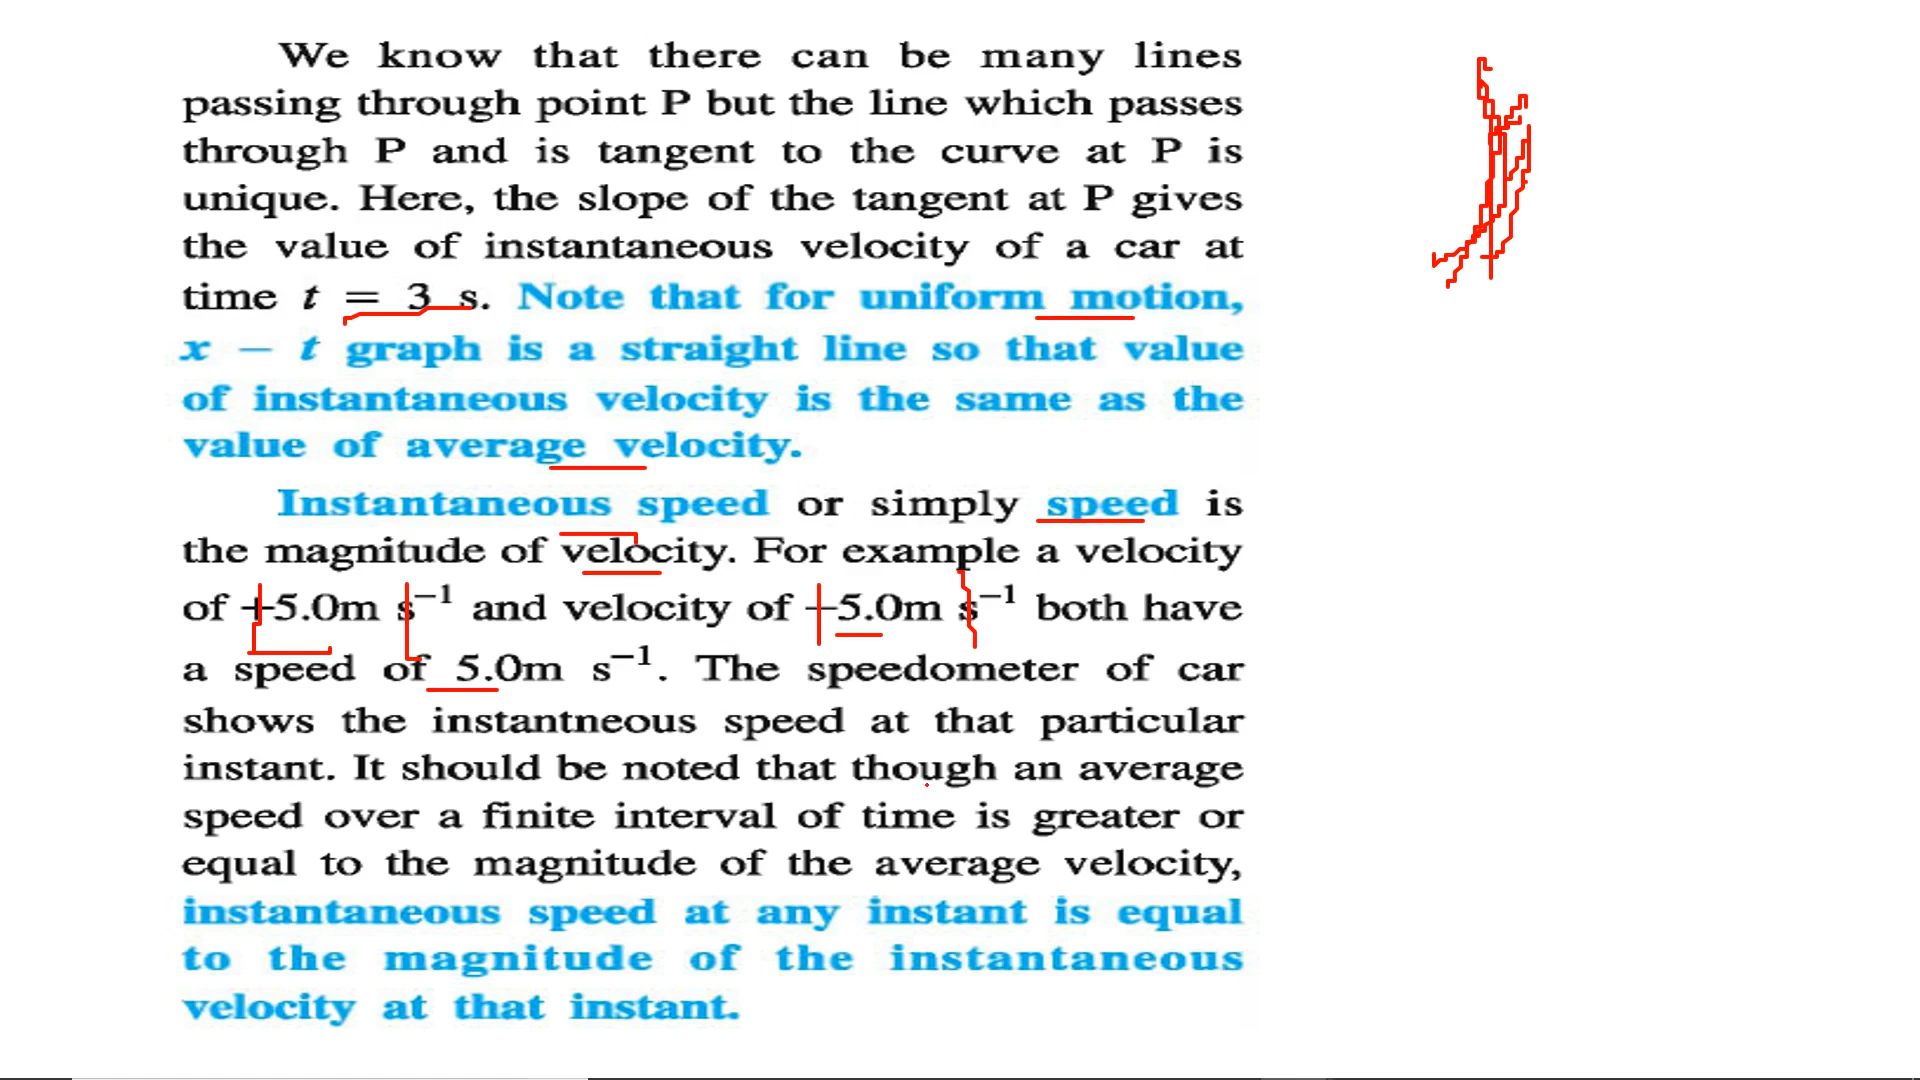 We know that there can be many lines
passing through point P but the line which passes
through P and is tangent to the curve at P is
unique. Here, the slope of the tangent at P gives
the value of instantaneous velocity of a car at
time t = 3 s. Note that for uniform motion,
x − t graph is a straight line so that value
of instantaneous velocity is the same as the
value of average velocity.
Instantaneous speed or simply speed is
the magnitude of velocity. For example a velocity
of +5.0m s⁻¹ and velocity of −5.0m s⁻¹ both have
a speed of 5.0m s⁻¹. The speedometer of car
shows the instantneous speed at that particular
instant. It should be noted that though an average
speed over a finite interval of time is greater or
equal to the magnitude of the average velocity,
instantaneous speed at any instant is equal
to the magnitude of the instantaneous
velocity at that instant.